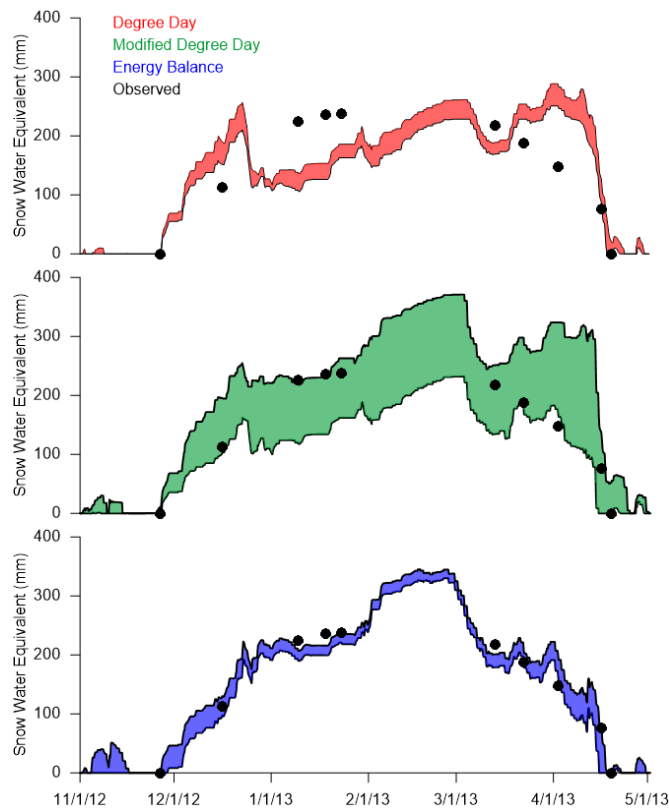 Degree Day
Modified Degree Day
Energy Balance
Observed
Snow Water Equivalent (mm)
400
300
200
100
0
Snow Water Equivalent (mm)
400
300
200
100
0
Snow Water Equivalent (mm)
400
300
200
100
0
11/1/12 12/1/12 1/1/13 2/1/13 3/1/13 4/1/13 5/1/13